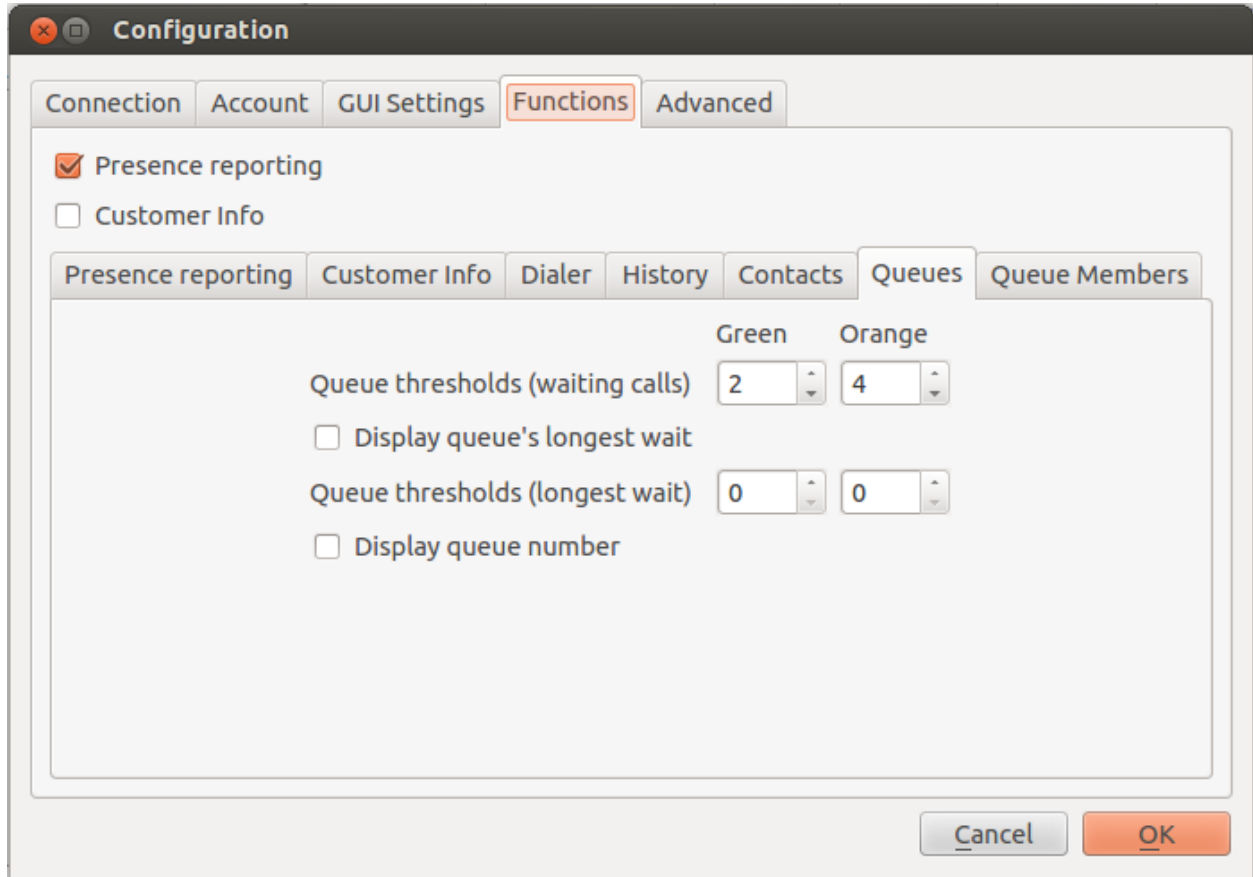 Configuration
Connection Account GUI Settings Functions Advanced
Presence reporting
Customer Info
Presence reporting Customer Info Dialer History Contacts Queues Queue Members
Green Orange
Queue thresholds (waiting calls) 2 4
Display queue's longest wait
Queue thresholds (longest wait) 0 0
Display queue number
Cancel OK